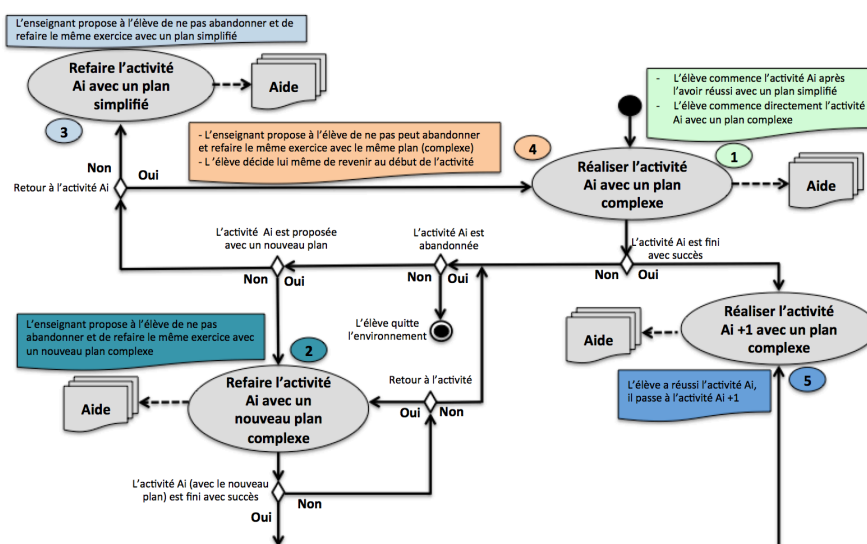 L'enseignant propose à l'élève de ne pas abandonner et de
refaire le même exercice avec un plan simplifié
Refaire l'activité
Ai avec un plan
simplifié
Aide
3
- L'enseignant propose à l'élève de ne pas peut abandonner
et refaire le même exercice avec le même plan (complexe)
- L 'élève décide lui même de revenir au début de l'activité
4
- L'élève commence l'activité Ai après
l'avoir réussi avec un plan simplifié
- L'élève commence directement l'activité
Ai avec un plan complexe
1
Réaliser l'activité
Ai avec un plan
complexe
Aide
Non
Oui
Retour à l'activité Ai
L'activité Ai est proposée
avec un nouveau plan
Non
Oui
L'activité Ai est
abandonnée
Non
Oui
L'activité Ai est fini
avec succès
Non
Oui
L'élève quitte
l'environnement
Réaliser l'activité
Ai +1 avec un plan
complexe
Aide
5
L'élève a réussi l'activité Ai,
il passe à l'activité Ai +1
L'enseignant propose à l'élève de ne pas
abandonner et de refaire le même exercice avec
un nouveau plan complexe
2
Refaire l'activité
Ai avec un
nouveau plan
complexe
Aide
Retour à l'activité
Oui
Non
L'activité Ai (avec le nouveau
plan) est fini avec succès
Non
Oui